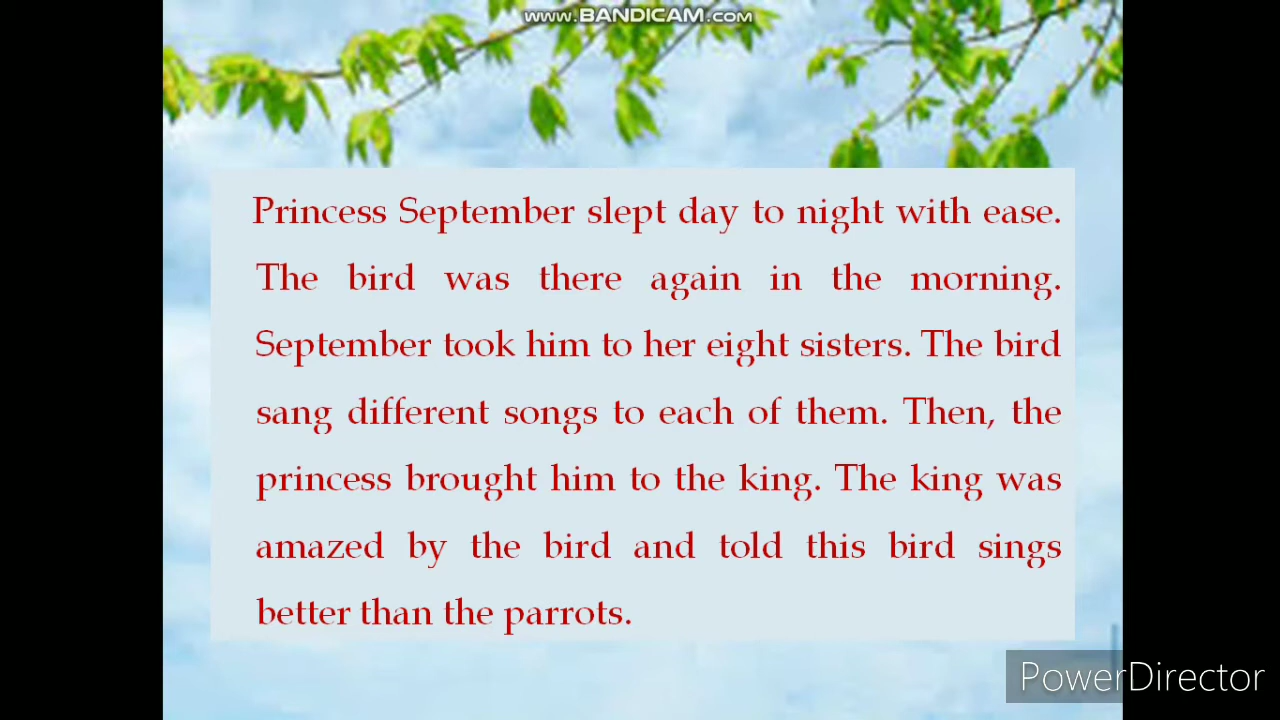 www.BANDICAM.com
Princess September slept day to night with ease.
The bird was there again in the morning.
September took him to her eight sisters. The bird
sang different songs to each of them. Then, the
princess brought him to the king. The king was
amazed by the bird and told this bird sings
better than the parrots.
PowerDirector